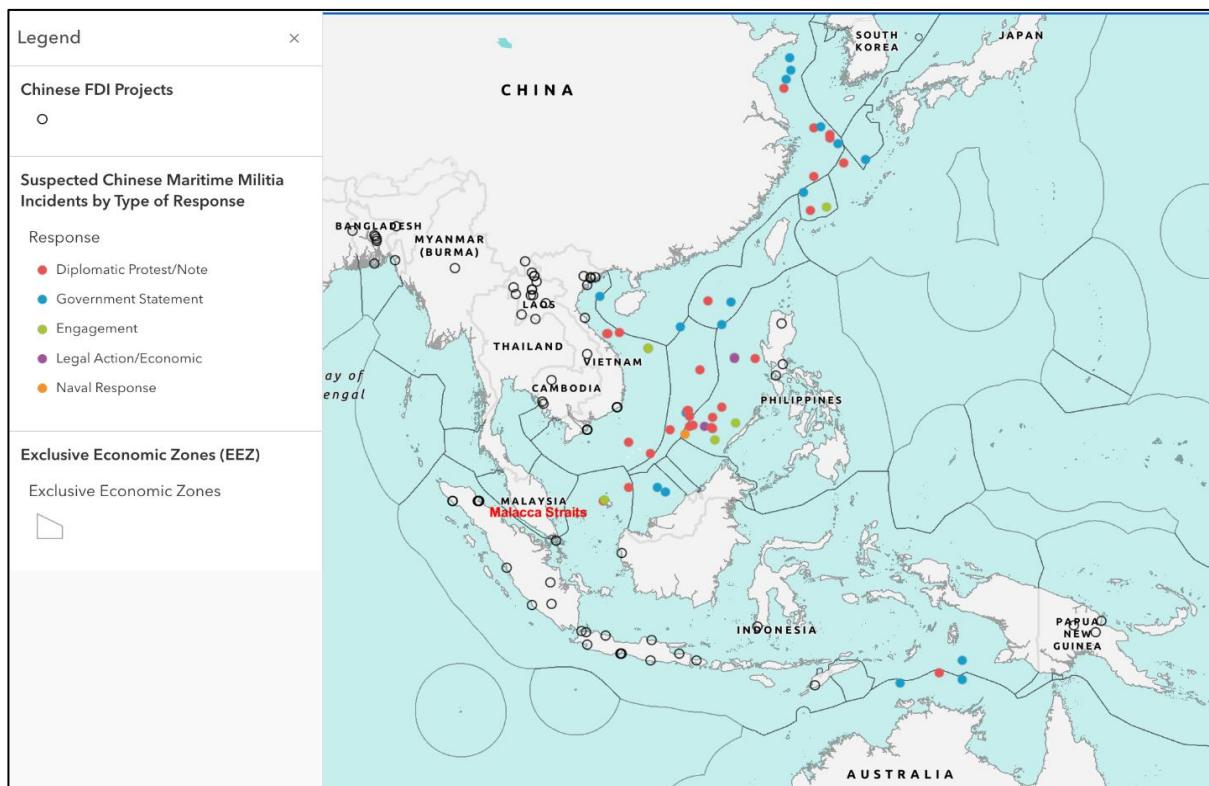 Legend ×
Chinese FDI Projects
Suspected Chinese Maritime Militia
Incidents by Type of Response
Response
Diplomatic Protest/Note
Government Statement
Engagement
Legal Action/Economic
Naval Response
Exclusive Economic Zones (EEZ)
Exclusive Economic Zones
SOUTH
KOREA
JAPAN
CHINA
BANGLADESH
MYANMAR
(BURMA)
LAOS
THAILAND
VIETNAM
CAMBODIA
ay of
engal
PHILIPPINES
MALAYSIA
Malacca Straits
INDONESIA
PAPUA
NEW
GUINEA
AUSTRALIA